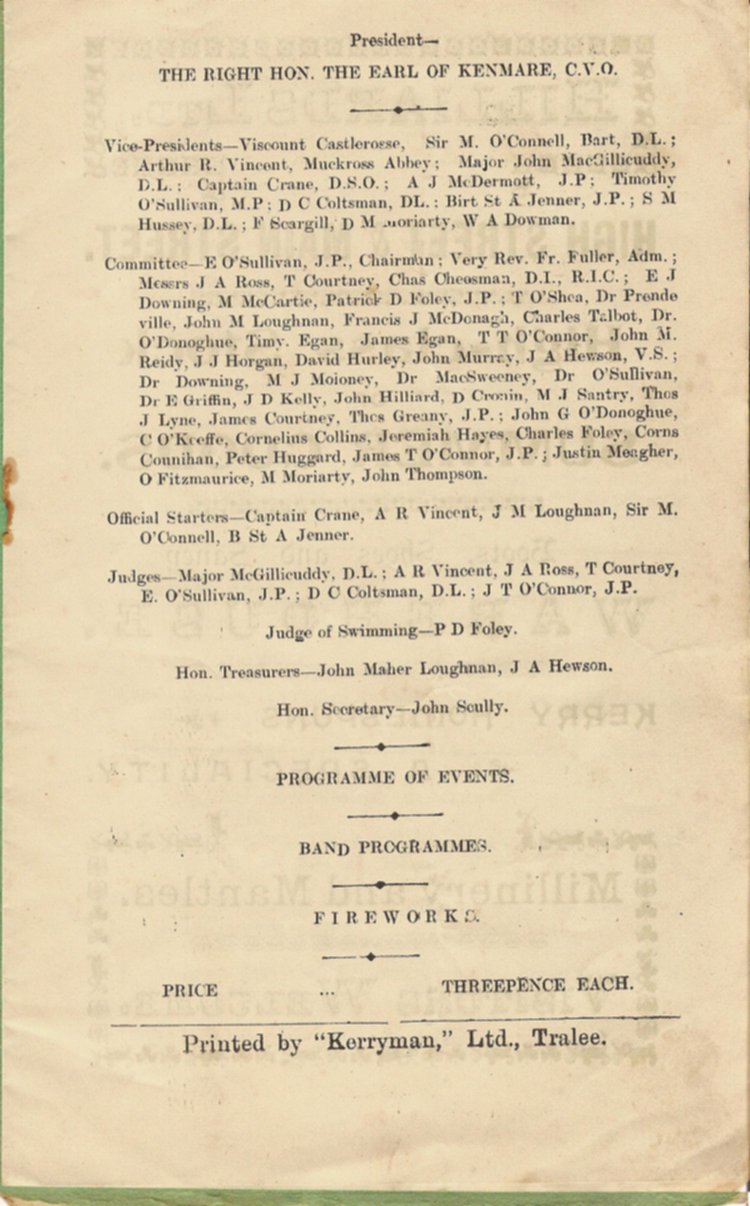 President—
THE RIGHT HON. THE EARL OF KENMARE, C.V.O.
Vice-Presidents—Viscount Castlerosse, Sir M. O'Connell, Bart, D.L. ;
Arthur R. Vincent, Muckross Abbey ; Major John MacGillicuddy,
D.L. ; Captain Crane, D.S.O. ; A J McDermott, J.P ; Timothy
O'Sullivan, M.P ; D C Coltsman, DL. ; Birt St A Jenner, J.P. ; S M
Hussey, D.L. ; F Scargill, D M Moriarty, W A Dowman.
Committee—E O'Sullivan, J.P., Chairman ; Very Rev. Fr. Fuller, Adm. ;
Messrs J A Ross, T Courtney, Chas Cheosman, D.I., R.I.C. ; E J
Downing, M McCartie, Patrick D Foley, J.P. ; T O'Shea, Dr Prende
ville, John M Loughnan, Francis J McDonagh, Charles Talbot, Dr.
O'Donoghue, Timy. Egan, James Egan, T T O'Connor, John M.
Reidy, J J Horgan, David Hurley, John Murray, J A Hewson, V.S. ;
Dr Downing, M J Moloney, Dr MacSweeney, Dr O'Sullivan,
Dr E Griffin, J D Kelly, John Hilliard, D Cronin, M J Santry, Thos
J Lyne, James Courtney, Thos Greany, J.P. ; John G O'Donoghue,
C O'Keeffe, Cornelius Collins, Jeremiah Hayes, Charles Foley, Corns
Counihan, Peter Huggard, James T O'Connor, J.P. ; Justin Meagher,
O Fitzmaurice, M Moriarty, John Thompson.
Official Starters—Captain Crane, A R Vincent, J M Loughnan, Sir M.
O'Connell, B St A Jenner.
Judges—Major McGillicuddy, D.L. ; A R Vincent, J A Ross, T Courtney,
E. O'Sullivan, J.P. ; D C Coltsman, D.L. ; J T O'Connor, J.P.
Judge of Swimming—P D Foley.
Hon. Treasurers—John Maher Loughnan, J A Hewson.
Hon. Secretary—John Scully.
PROGRAMME OF EVENTS.
BAND PROGRAMMES.
FIREWORKS.
PRICE ... THREEPENCE EACH.
Printed by "Kerryman," Ltd., Tralee.